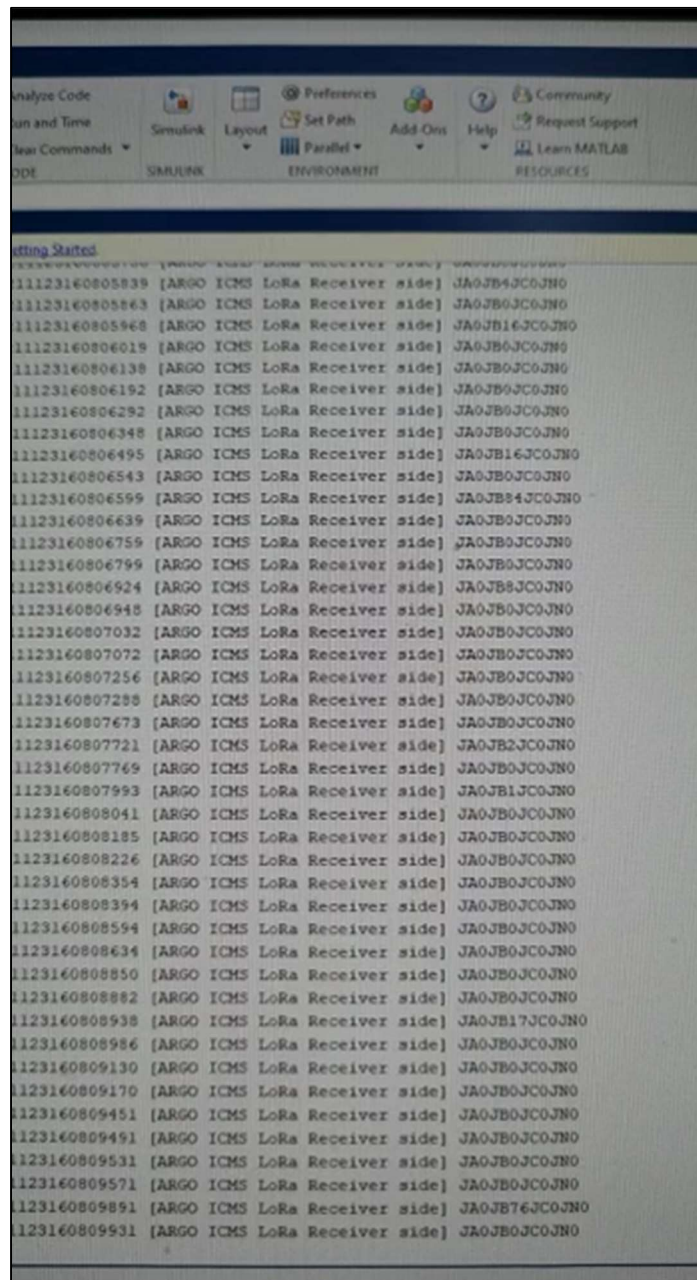 Analyze Code
Run and Time
Clear Commands
CODE
Simulink
SIMULINK
Layout
Preferences
Set Path
Parallel
ENVIRONMENT
Add-Ons
Help
Community
Request Support
Learn MATLAB
RESOURCES
Getting Started
11123160805839 [ARGO ICMS LoRa Receiver side] JA0JB4JC0JN0
11123160805863 [ARGO ICMS LoRa Receiver side] JA0JB0JC0JN0
11123160805968 [ARGO ICMS LoRa Receiver side] JA0JB16JC0JN0
11123160806019 [ARGO ICMS LoRa Receiver side] JA0JB0JC0JN0
11123160806138 [ARGO ICMS LoRa Receiver side] JA0JB0JC0JN0
11123160806192 [ARGO ICMS LoRa Receiver side] JA0JB0JC0JN0
11123160806292 [ARGO ICMS LoRa Receiver side] JA0JB0JC0JN0
11123160806348 [ARGO ICMS LoRa Receiver side] JA0JB0JC0JN0
11123160806495 [ARGO ICMS LoRa Receiver side] JA0JB16JC0JN0
11123160806543 [ARGO ICMS LoRa Receiver side] JA0JB0JC0JN0
11123160806599 [ARGO ICMS LoRa Receiver side] JA0JB84JC0JN0
11123160806639 [ARGO ICMS LoRa Receiver side] JA0JB0JC0JN0
11123160806759 [ARGO ICMS LoRa Receiver side] JA0JB0JC0JN0
11123160806799 [ARGO ICMS LoRa Receiver side] JA0JB0JC0JN0
11123160806924 [ARGO ICMS LoRa Receiver side] JA0JB8JC0JN0
11123160806948 [ARGO ICMS LoRa Receiver side] JA0JB0JC0JN0
11123160807032 [ARGO ICMS LoRa Receiver side] JA0JB0JC0JN0
11123160807072 [ARGO ICMS LoRa Receiver side] JA0JB0JC0JN0
1123160807256 [ARGO ICMS LoRa Receiver side] JA0JB0JC0JN0
1123160807288 [ARGO ICMS LoRa Receiver side] JA0JB0JC0JN0
1123160807673 [ARGO ICMS LoRa Receiver side] JA0JB0JC0JN0
1123160807721 [ARGO ICMS LoRa Receiver side] JA0JB2JC0JN0
1123160807769 [ARGO ICMS LoRa Receiver side] JA0JB0JC0JN0
1123160807993 [ARGO ICMS LoRa Receiver side] JA0JB1JC0JN0
1123160808041 [ARGO ICMS LoRa Receiver side] JA0JB0JC0JN0
1123160808185 [ARGO ICMS LoRa Receiver side] JA0JB0JC0JN0
1123160808226 [ARGO ICMS LoRa Receiver side] JA0JB0JC0JN0
1123160808354 [ARGO ICMS LoRa Receiver side] JA0JB0JC0JN0
1123160808394 [ARGO ICMS LoRa Receiver side] JA0JB0JC0JN0
1123160808594 [ARGO ICMS LoRa Receiver side] JA0JB0JC0JN0
1123160808634 [ARGO ICMS LoRa Receiver side] JA0JB0JC0JN0
1123160808850 [ARGO ICMS LoRa Receiver side] JA0JB0JC0JN0
1123160808882 [ARGO ICMS LoRa Receiver side] JA0JB0JC0JN0
1123160808938 [ARGO ICMS LoRa Receiver side] JA0JB17JC0JN0
1123160808986 [ARGO ICMS LoRa Receiver side] JA0JB0JC0JN0
1123160809130 [ARGO ICMS LoRa Receiver side] JA0JB0JC0JN0
1123160809170 [ARGO ICMS LoRa Receiver side] JA0JB0JC0JN0
1123160809451 [ARGO ICMS LoRa Receiver side] JA0JB0JC0JN0
1123160809491 [ARGO ICMS LoRa Receiver side] JA0JB0JC0JN0
1123160809531 [ARGO ICMS LoRa Receiver side] JA0JB0JC0JN0
1123160809571 [ARGO ICMS LoRa Receiver side] JA0JB0JC0JN0
1123160809891 [ARGO ICMS LoRa Receiver side] JA0JB76JC0JN0
1123160809931 [ARGO ICMS LoRa Receiver side] JA0JB0JC0JN0